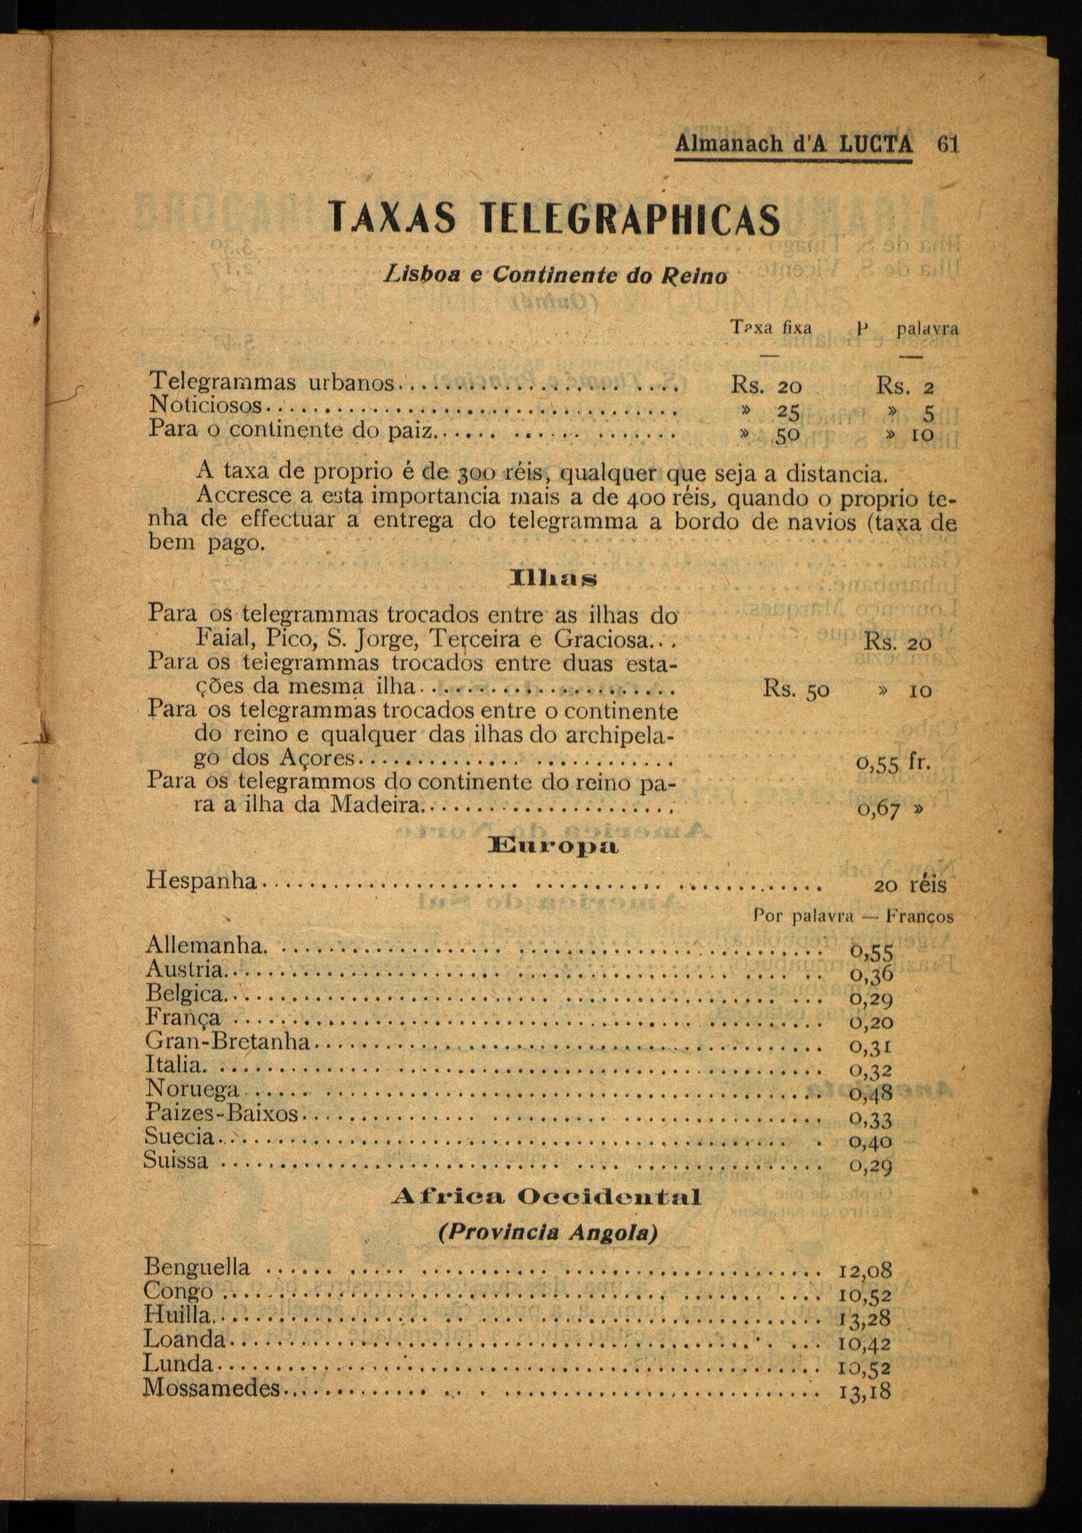 Almanach d'A LUCTA 61
TAXAS TELEGRAPHICAS
Lisboa e Continente do Reino
Taxa fixa P palavra
Telegrammas urbanos.................... Rs. 20 Rs. 2
Noticiosos.................................... » 25 » 5
Para o continente do paiz...................... » 50 » 10
A taxa de proprio é de 300 réis, qualquer que seja a distancia.
Accresce a esta importancia mais a de 400 réis, quando o proprio te-
nha de effectuar a entrega do telegramma a bordo de navios (taxa de
bem pago.
Ilhas
Para os telegrammas trocados entre as ilhas do
Faial, Pico, S. Jorge, Terceira e Graciosa... Rs. 20
Para os telegrammas trocados entre duas esta-
ções da mesma ilha...................... Rs. 50 » 10
Para os telegrammas trocados entre o continente
do reino e qualquer das ilhas do archipela-
go dos Açores.......................... 0,55 fr.
Para os telegrammos do continente do reino pa-
ra a ilha da Madeira...................... 0,67 »
Europa
Hespanha.............................................. 20 réis
Por palavra — Francos
Allemanha............................................... 0,55
Austria.................................................. 0,36
Belgica.................................................. 0,29
França .................................................. 0,20
Gran-Bretanha............................................ 0,31
Italia.................................................... 0,32
Noruega ................................................ 0,48
Paizes-Baixos............................................ 0,33
Suecia.................................................. 0,40
Suissa .................................................. 0,29
Africa Occidental
(Provincia Angola)
Benguella .............................................. 12,08
Congo .................................................. 10,52
Huilla.................................................. 13,28
Loanda.................................................. 10,42
Lunda.................................................. 10,52
Mossamedes............................................ 13,18